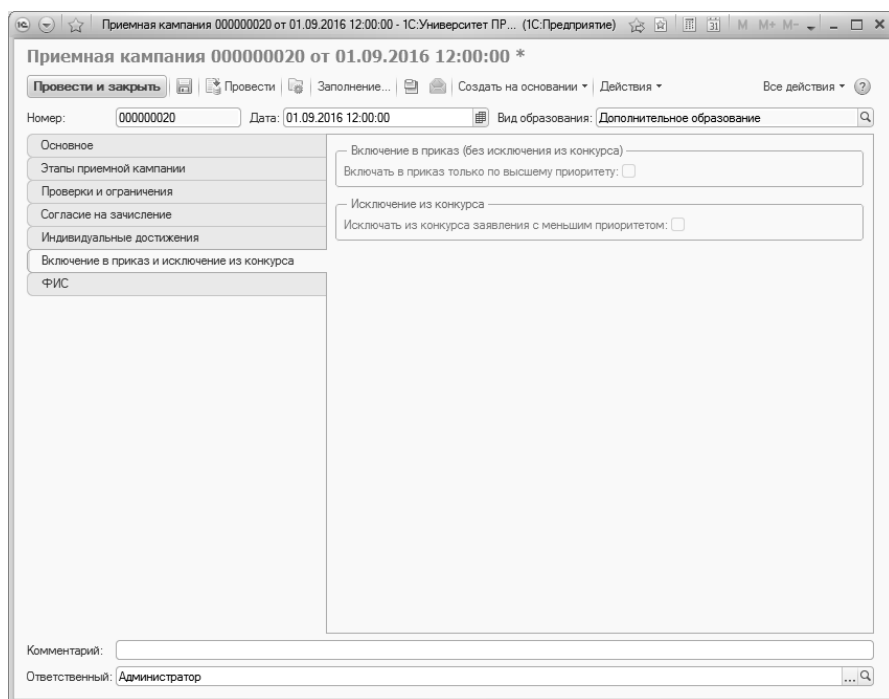 Приемная кампания 000000020 от 01.09.2016 12:00:00 - 1С:Университет ПР... (1С:Предприятие) 31 M M+ M-
Приемная кампания 000000020 от 01.09.2016 12:00:00 *
Провести и закрыть Провести Заполнение... Создать на основании Действия Все действия ?
Номер: 000000020 Дата: 01.09.2016 12:00:00 Вид образования: Дополнительное образование
Основное
Этапы приемной кампании
Проверки и ограничения
Согласие на зачисление
Индивидуальные достижения
Включение в приказ и исключение из конкурса
ФИС
Включение в приказ (без исключения из конкурса)
Включать в приказ только по высшему приоритету:
Исключение из конкурса
Исключать из конкурса заявления с меньшим приоритетом:
Комментарий:
Ответственный: Администратор ...